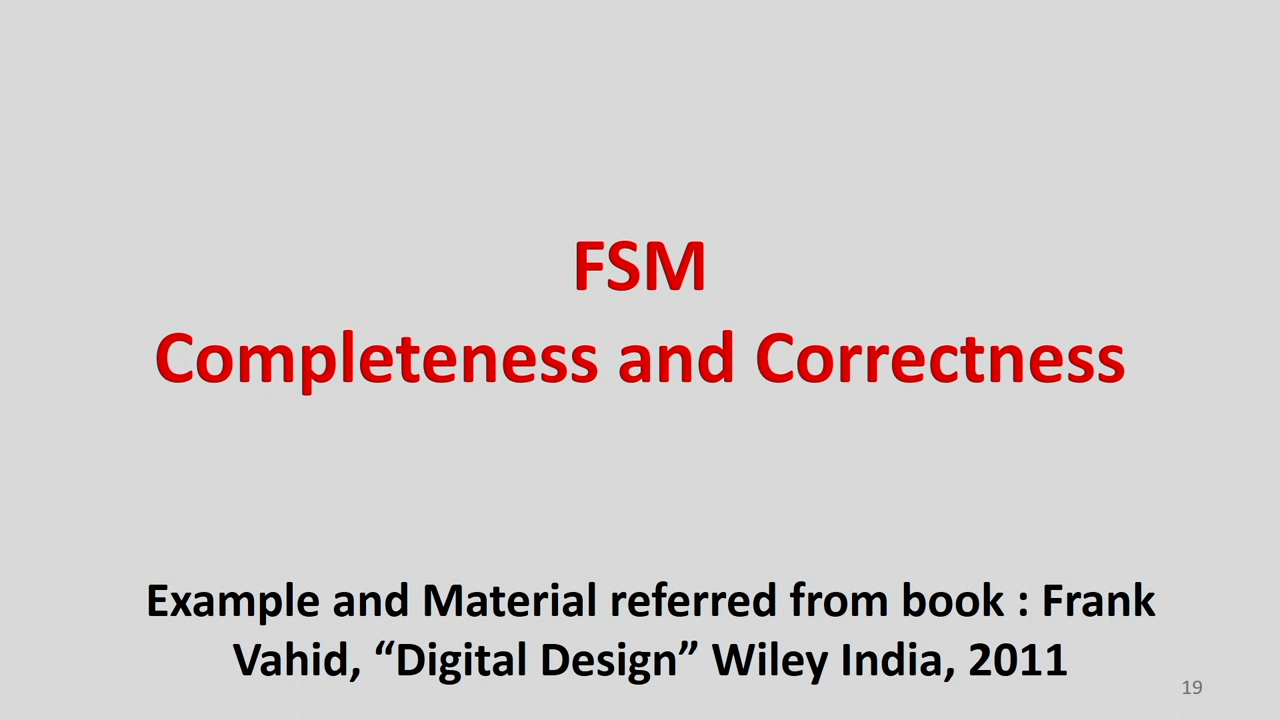 FSM
Completeness and Correctness
Example and Material referred from book : Frank
Vahid, “Digital Design” Wiley India, 2011
19